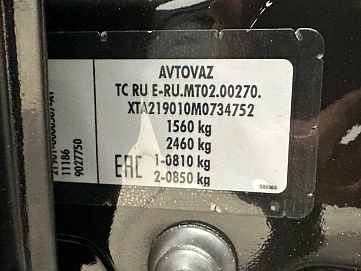 AVTOVAZ
TC RU E-RU.MT02.00270.
XTA219010M0734752
1560 kg
2460 kg
1-0810 kg
2-0850 kg
EAC
11186
9027750